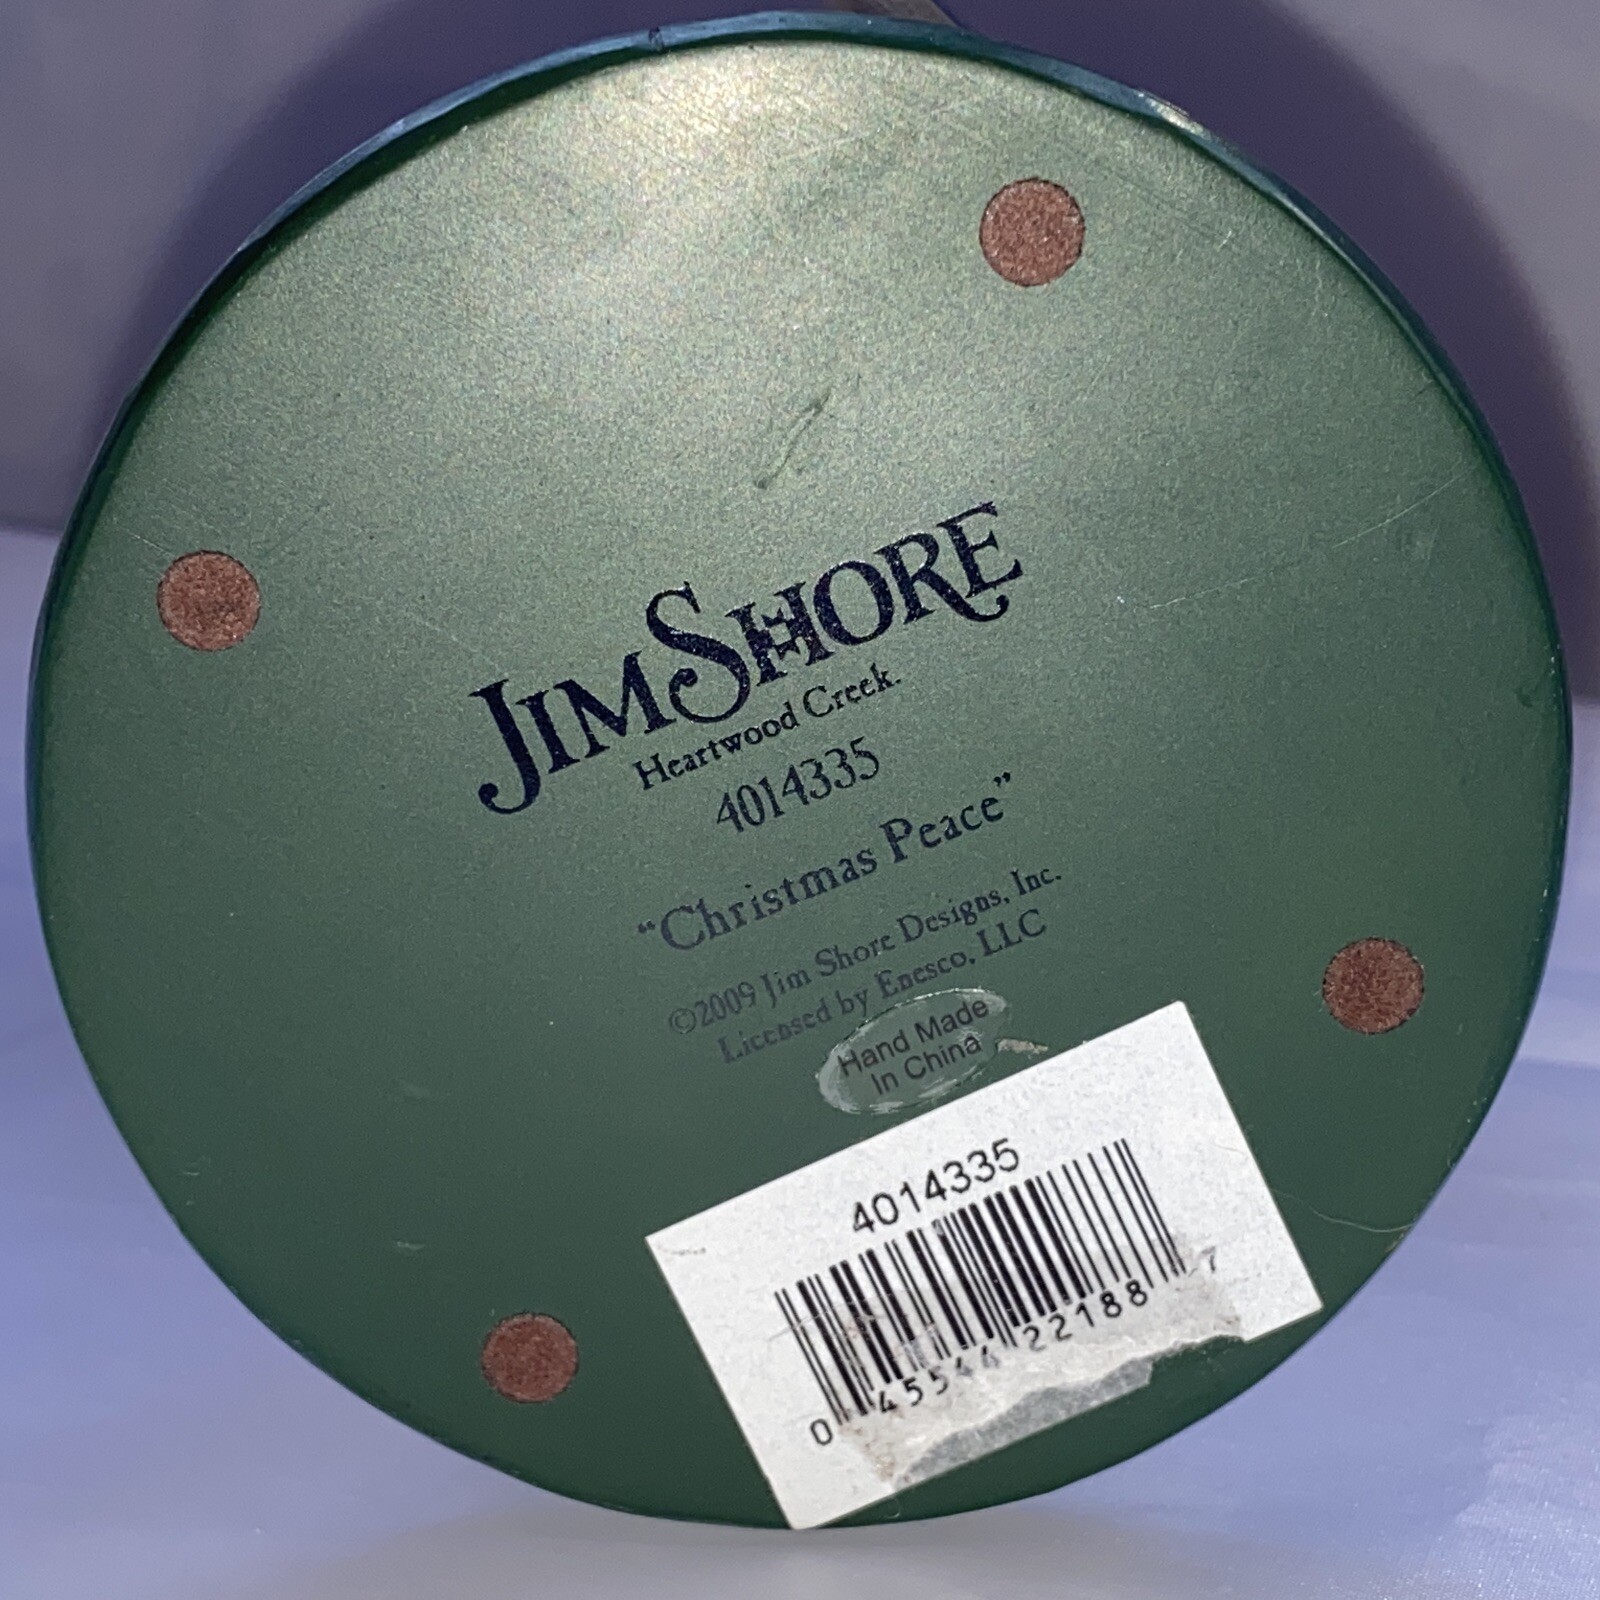 JIM SHORE
Heartwood Creek.
4014335
“Christmas Peace”
©2009 Jim Shore Designs, Inc.
Licensed by Enesco, LLC
Hand Made
In China
4014335
0 45544 22188 7